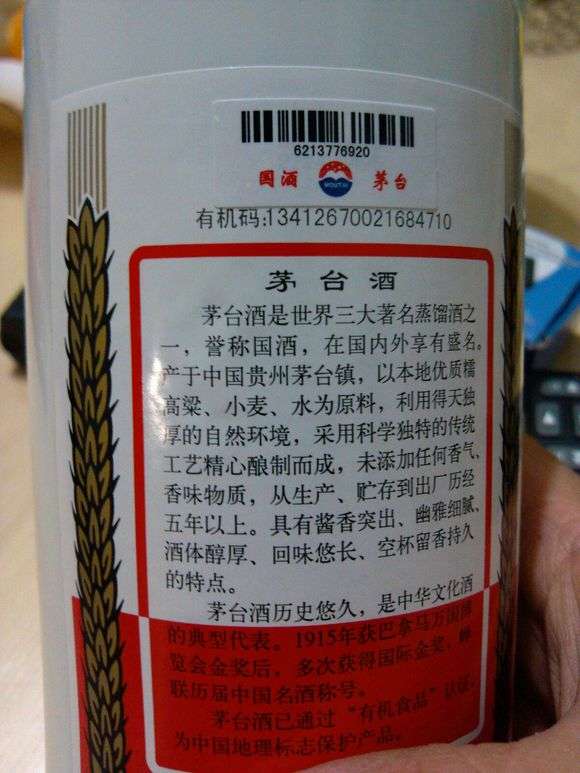 6213776920
国酒 MOUTAI 茅台
有机码:13412670021684710
茅台酒
茅台酒是世界三大著名蒸馏酒之
一，誉称国酒，在国内外享有盛名。
产于中国贵州茅台镇，以本地优质糯
高粱、小麦、水为原料，利用得天独
厚的自然环境，采用科学独特的传统
工艺精心酿制而成，未添加任何香气、
香味物质，从生产、贮存到出厂历经
五年以上。具有酱香突出、幽雅细腻、
酒体醇厚、回味悠长、空杯留香持久
的特点。
茅台酒历史悠久，是中华文化酒
的典型代表。1915年获巴拿马万国博
览会金奖后，多次获得国际金奖，蝉
联历届中国名酒称号。
茅台酒已通过“有机食品”认证，
为中国地理标志保护产品。